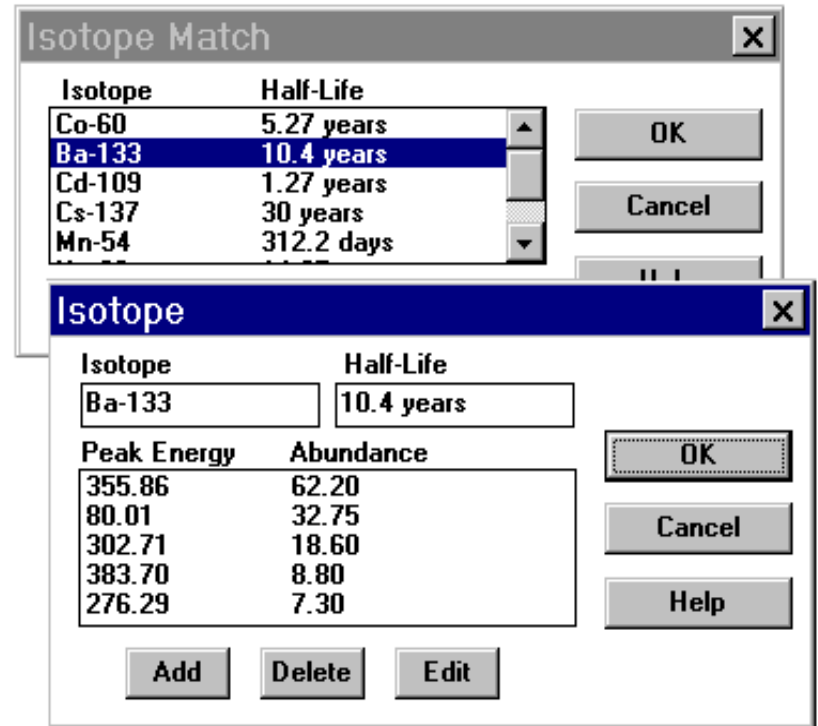 Isotope Match
Isotope Half-Life
Co-60 5.27 years
Ba-133 10.4 years
Cd-109 1.27 years
Cs-137 30 years
Mn-54 312.2 days
OK
Cancel
Isotope
Isotope Half-Life
Ba-133 10.4 years
Peak Energy Abundance
355.86 62.20
80.01 32.75
302.71 18.60
383.70 8.80
276.29 7.30
OK
Cancel
Help
Add Delete Edit